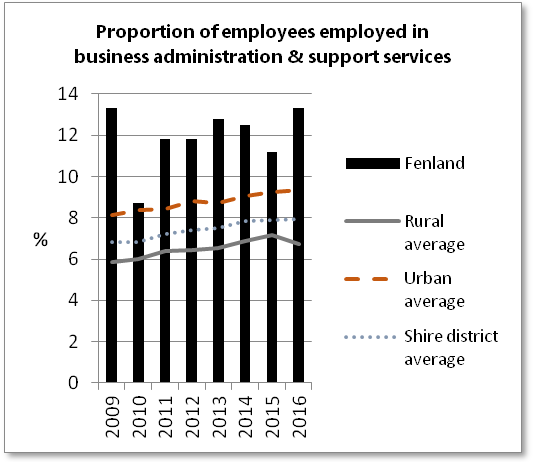 Proportion of employees employed in
business administration & support services
14
12
10
8
6
4
2
0
%
2009
2010
2011
2012
2013
2014
2015
2016
Fenland
Rural
average
Urban
average
Shire district
average